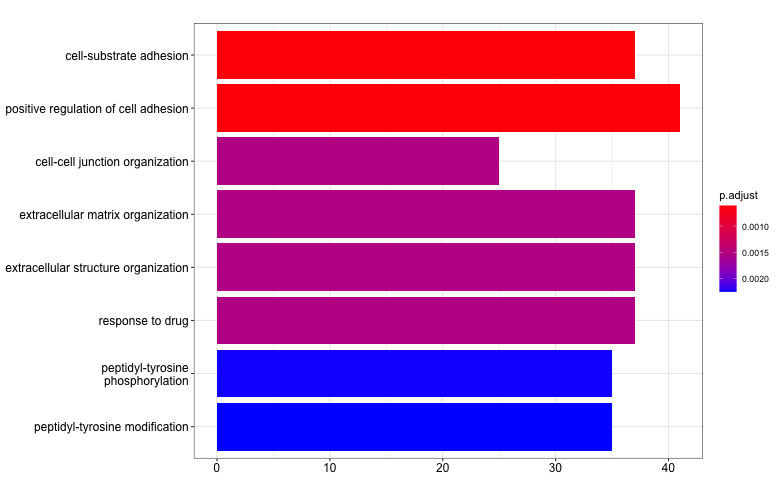 cell-substrate adhesion
positive regulation of cell adhesion
cell-cell junction organization
extracellular matrix organization
extracellular structure organization
response to drug
peptidyl-tyrosine
phosphorylation
peptidyl-tyrosine modification
0 10 20 30 40
p.adjust
0.0010
0.0015
0.0020